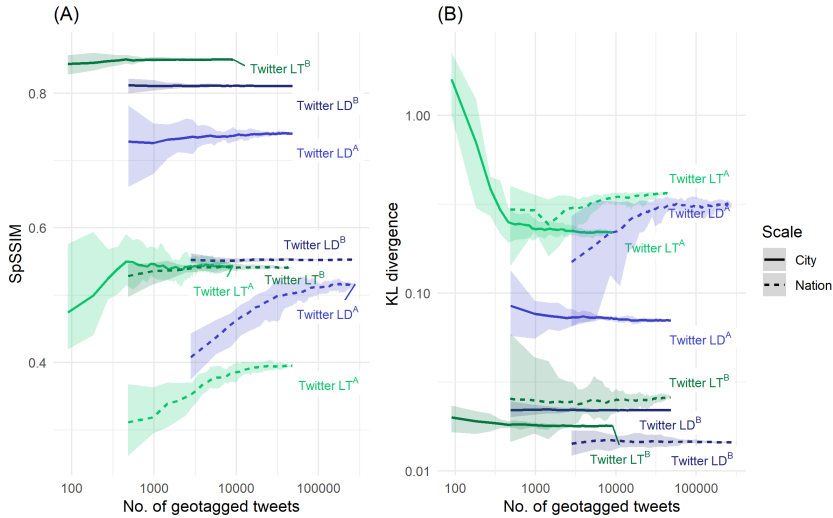 (A)
(B)
SpSSIM
0.8
0.6
0.4
100
1000
10000
100000
No. of geotagged tweets
Twitter LT^B
Twitter LD^B
Twitter LD^A
Twitter LD^B
Twitter LT^B
Twitter LT^A
Twitter LD^A
Twitter LT^A
KL divergence
1.00
0.10
0.01
100
1000
10000
100000
No. of geotagged tweets
Twitter LT^A
Twitter LD^A
Twitter LT^A
Twitter LD^A
Twitter LT^B
Twitter LD^B
Twitter LT^B
Twitter LD^B
Scale
City
Nation